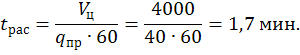 t_рас = V_ц / (q_пр · 60) = 4000 / (40 · 60) = 1,7 мин.